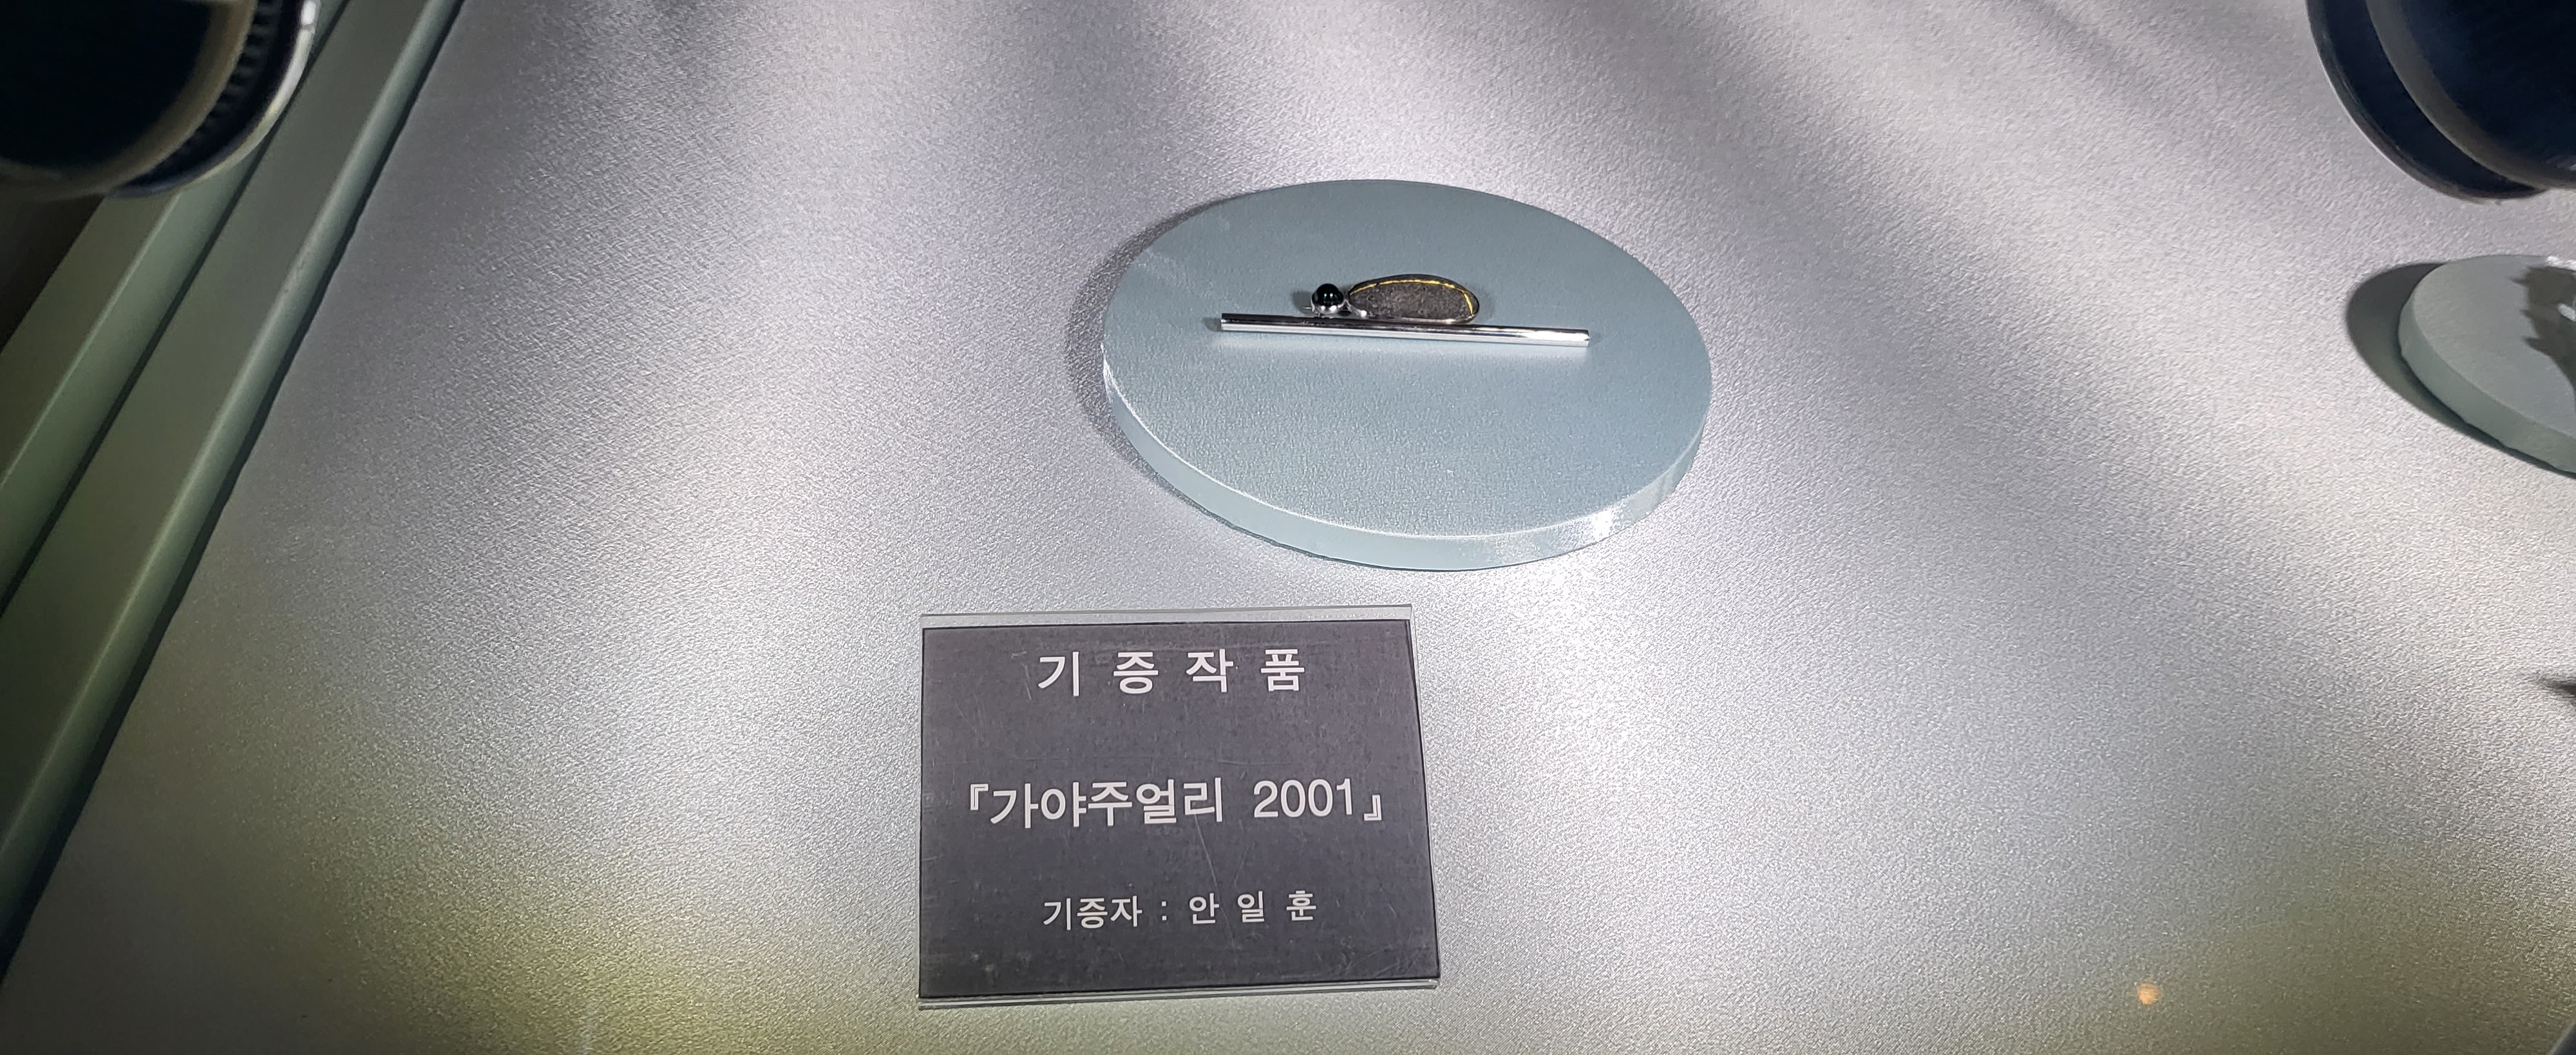 기 증 작 품
『가야주얼리 2001』
기증자 : 안 일 훈